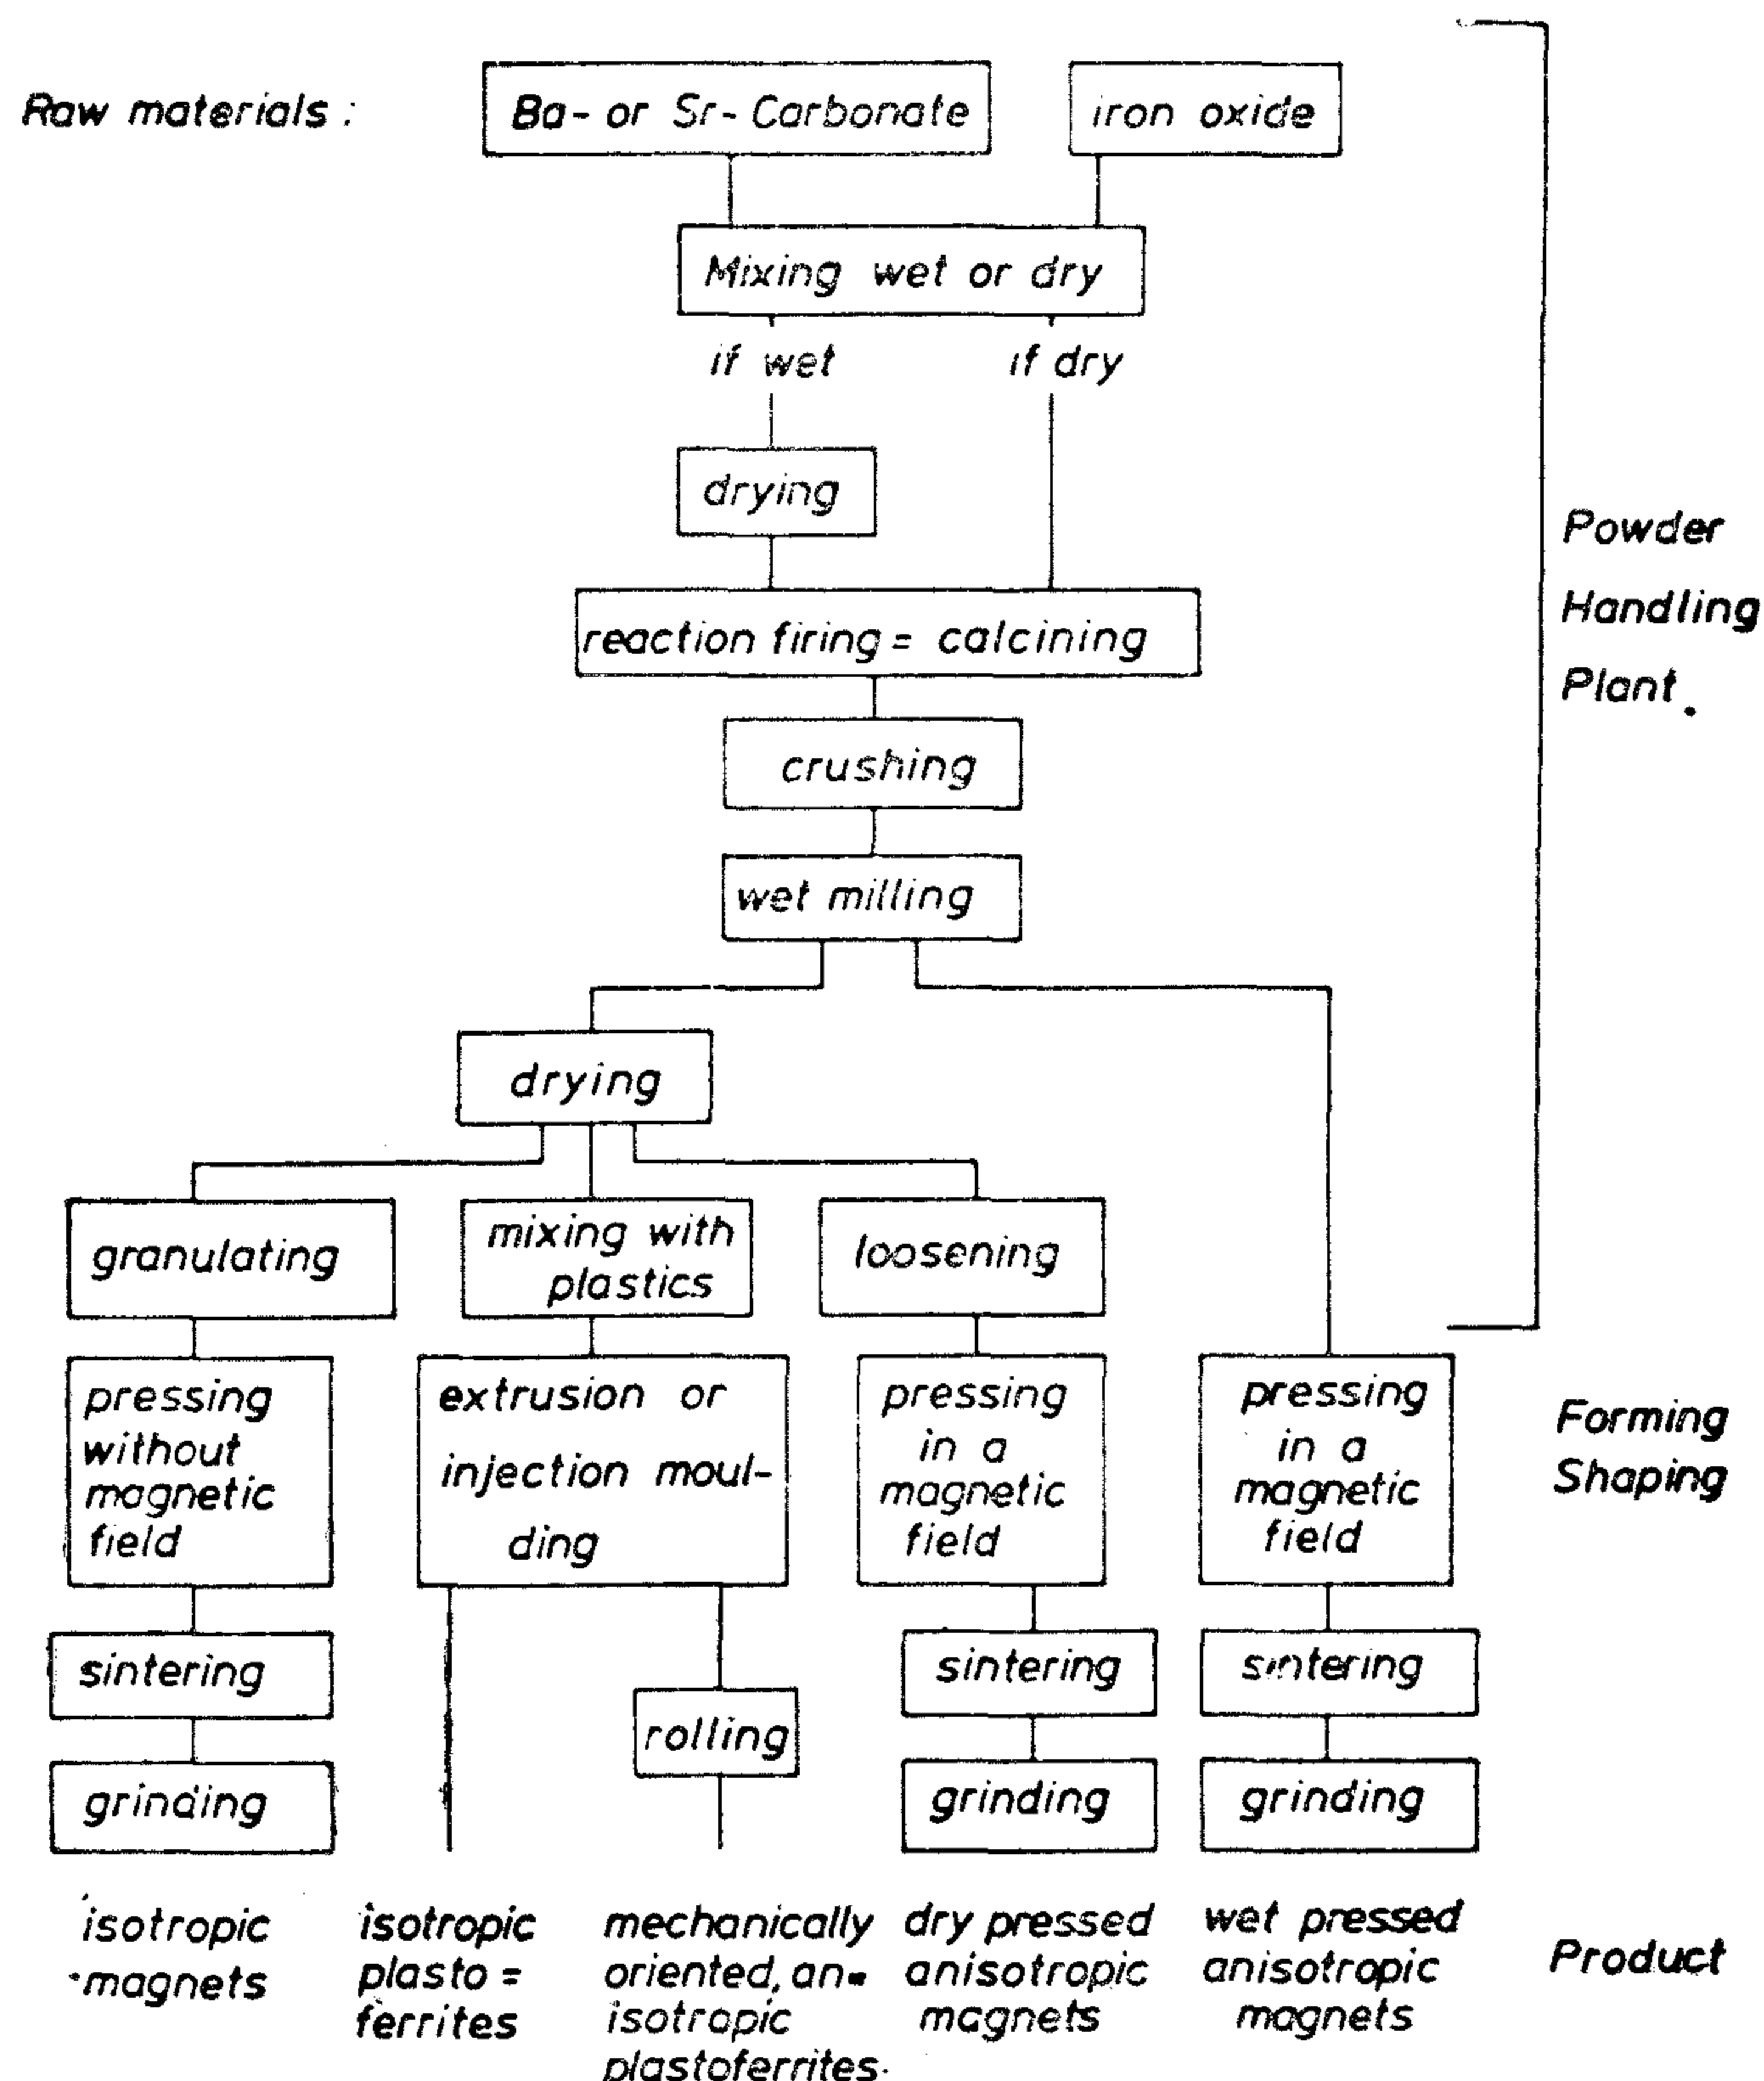 Raw materials :
Ba- or Sr- Carbonate
iron oxide
Mixing wet or dry
if wet
if dry
drying
reaction firing = calcining
crushing
wet milling
Powder
Handling
Plant.
drying
granulating
mixing with
plastics
loosening
pressing
without
magnetic
field
extrusion or
injection moul-
ding
pressing
in a
magnetic
field
pressing
in a
magnetic
field
Forming
Shaping
sintering
rolling
sintering
sintering
grinding
grinding
grinding
isotropic
magnets
isotropic
plasto =
ferrites
mechanically
oriented, an-
isotropic
plastoferrites.
dry pressed
anisotropic
magnets
wet pressed
anisotropic
magnets
Product